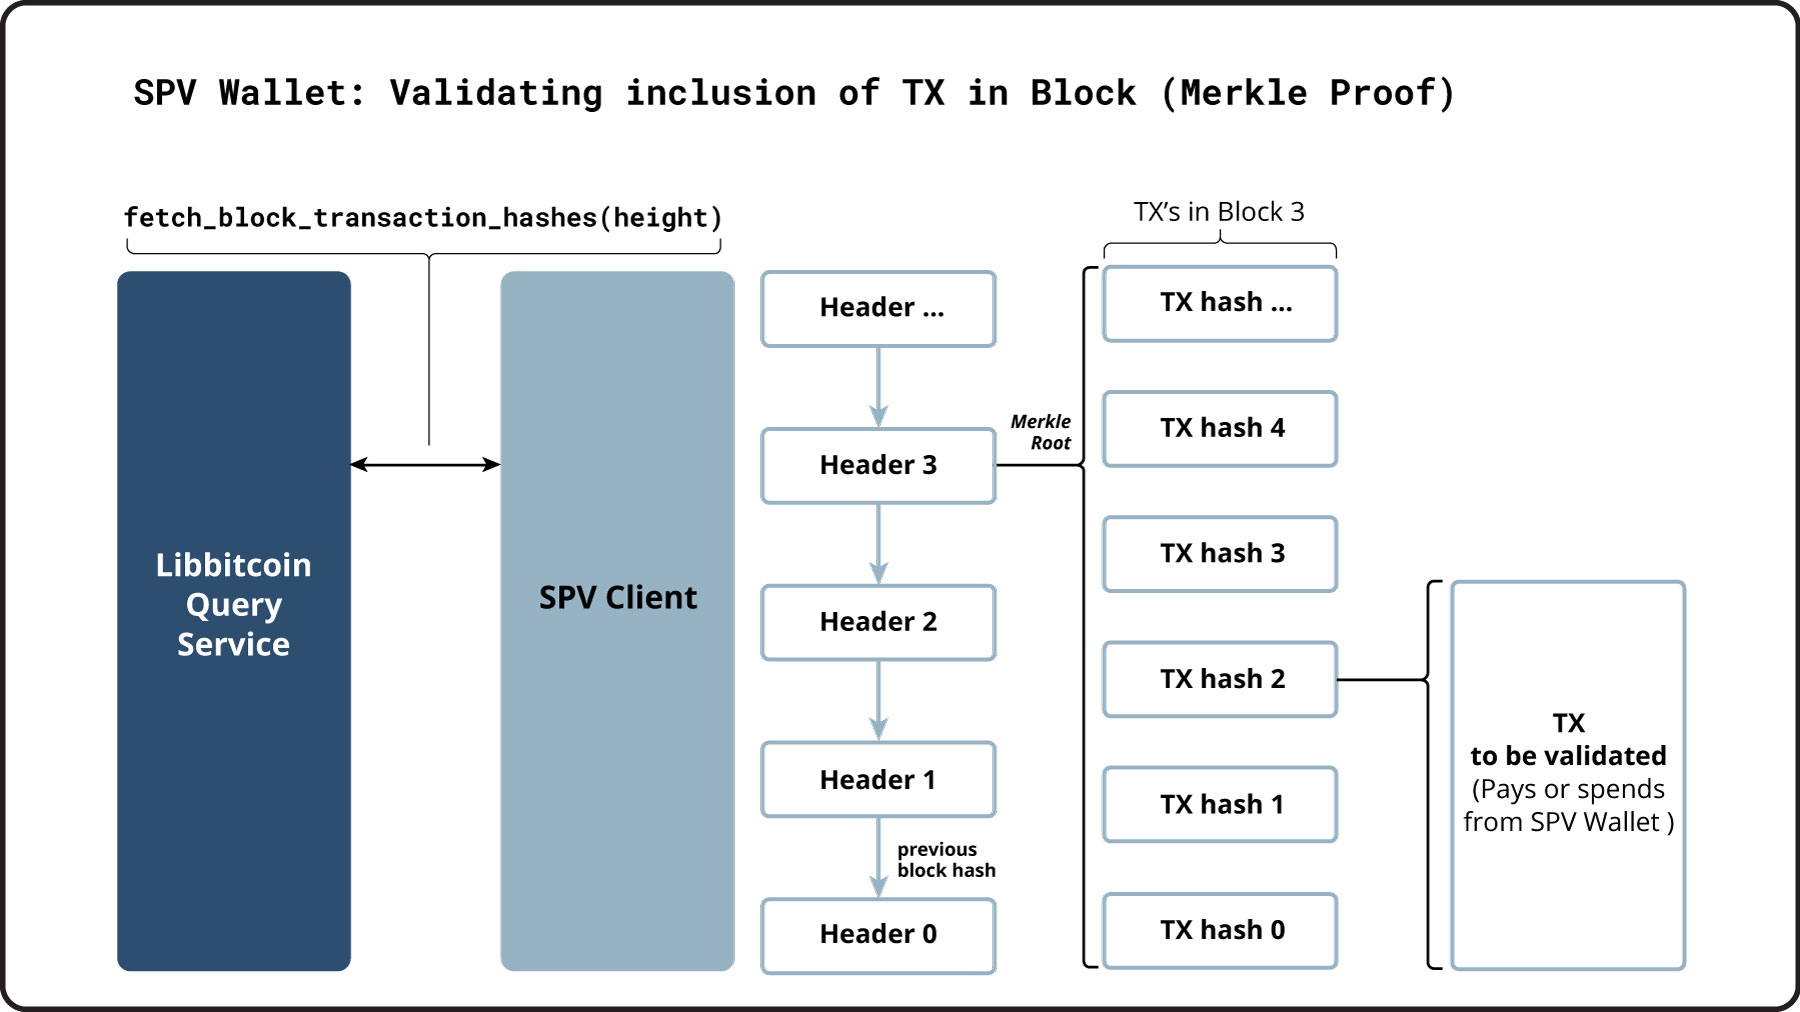 SPV Wallet: Validating inclusion of TX in Block (Merkle Proof)
fetch_block_transaction_hashes(height)
TX’s in Block 3
Libbitcoin
Query
Service
SPV Client
Header ...
Header 3
Header 2
Header 1
previous
block hash
Header 0
Merkle
Root
TX hash ...
TX hash 4
TX hash 3
TX hash 2
TX hash 1
TX hash 0
TX
to be validated
(Pays or spends
from SPV Wallet )